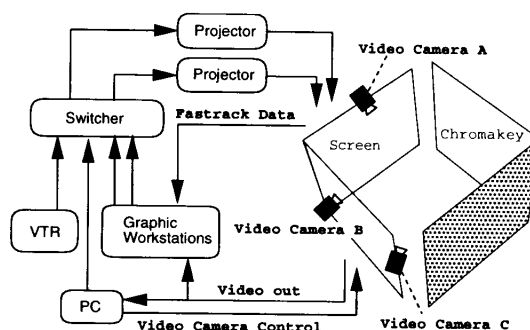 Projector
Video Camera A
Projector
Fastrack Data
Switcher
Screen
Chromakey
VTR
Graphic
Workstations
Video Camera B
Video out
PC
Video Camera Control
Video Camera C